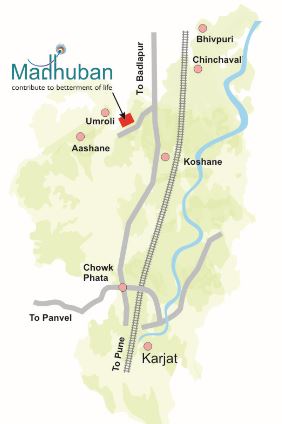 Bhivpuri
Chinchaval
Madhuban
contribute to betterment of life
To Badlapur
Umroli
Aashane
Koshane
Chowk
Phata
To Panvel
To Pune
Karjat